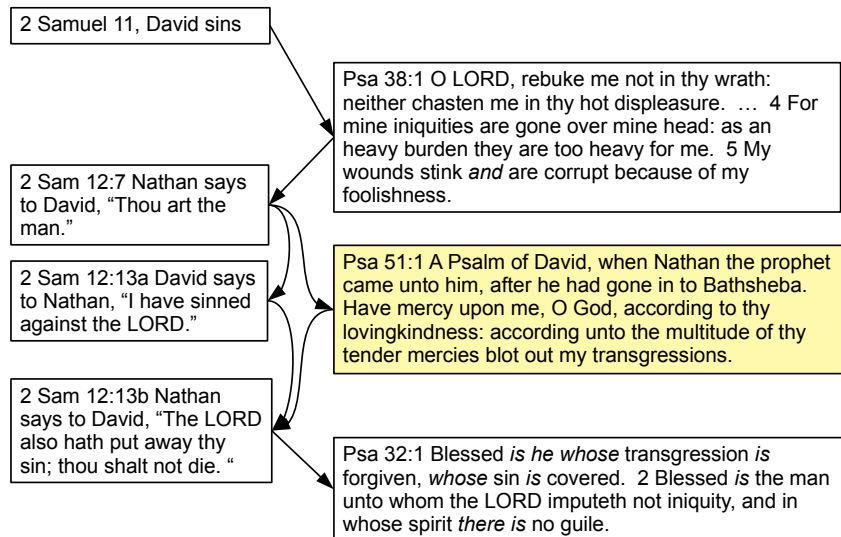 2 Samuel 11, David sins
Psa 38:1 O LORD, rebuke me not in thy wrath:
neither chasten me in thy hot displeasure.  …  4 For
mine iniquities are gone over mine head: as an
heavy burden they are too heavy for me.  5 My
wounds stink and are corrupt because of my
foolishness.
2 Sam 12:7 Nathan says
to David, “Thou art the
man.”
2 Sam 12:13a David says
to Nathan, “I have sinned
against the LORD.”
Psa 51:1 A Psalm of David, when Nathan the prophet
came unto him, after he had gone in to Bathsheba.
Have mercy upon me, O God, according to thy
lovingkindness: according unto the multitude of thy
tender mercies blot out my transgressions.
2 Sam 12:13b Nathan
says to David, “The LORD
also hath put away thy
sin; thou shalt not die. “
Psa 32:1 Blessed is he whose transgression is
forgiven, whose sin is covered.  2 Blessed is the man
unto whom the LORD imputeth not iniquity, and in
whose spirit there is no guile.